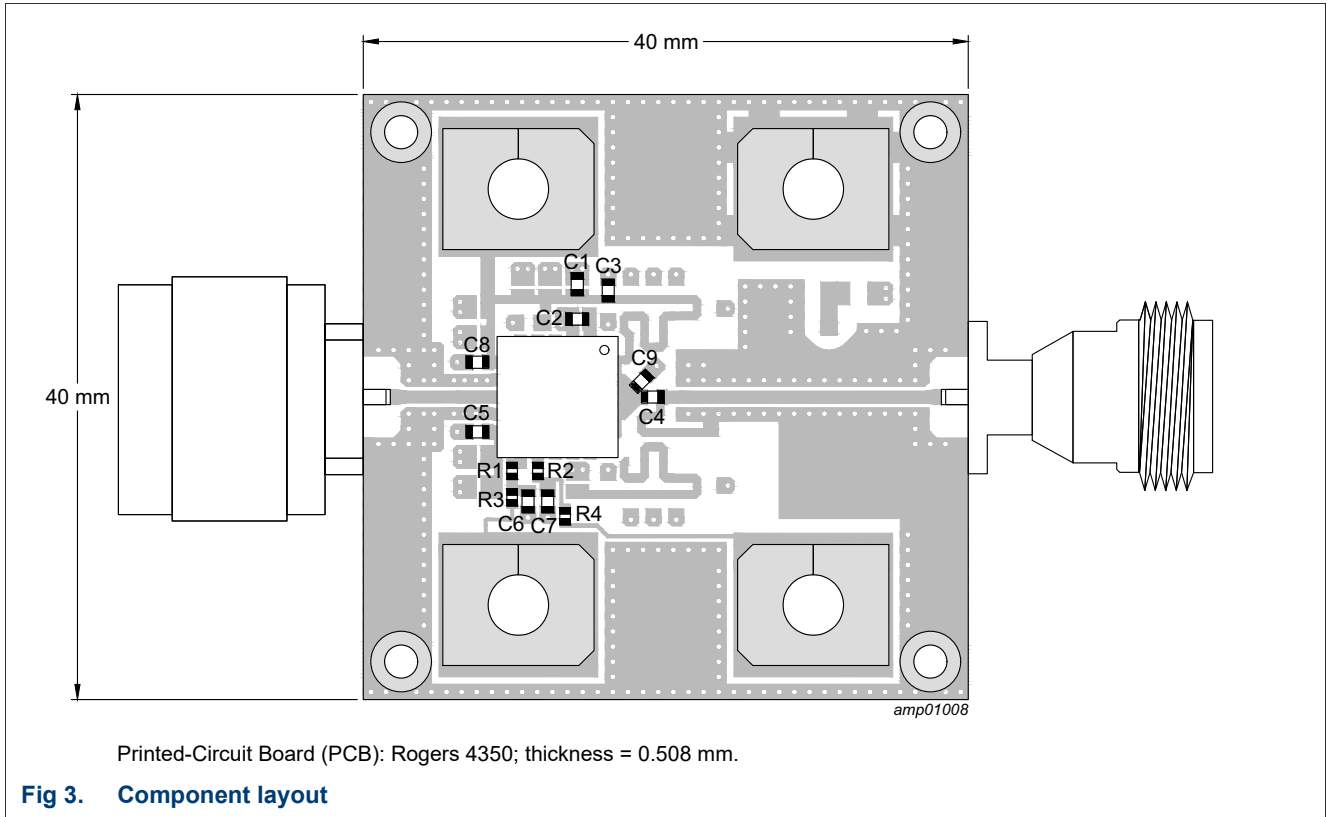 40 mm
C1
C3
C2
C8
C9
40 mm
C4
C5
R1
R2
R3
R4
C6
C7
amp01008
Printed-Circuit Board (PCB): Rogers 4350; thickness = 0.508 mm.
Fig 3. Component layout